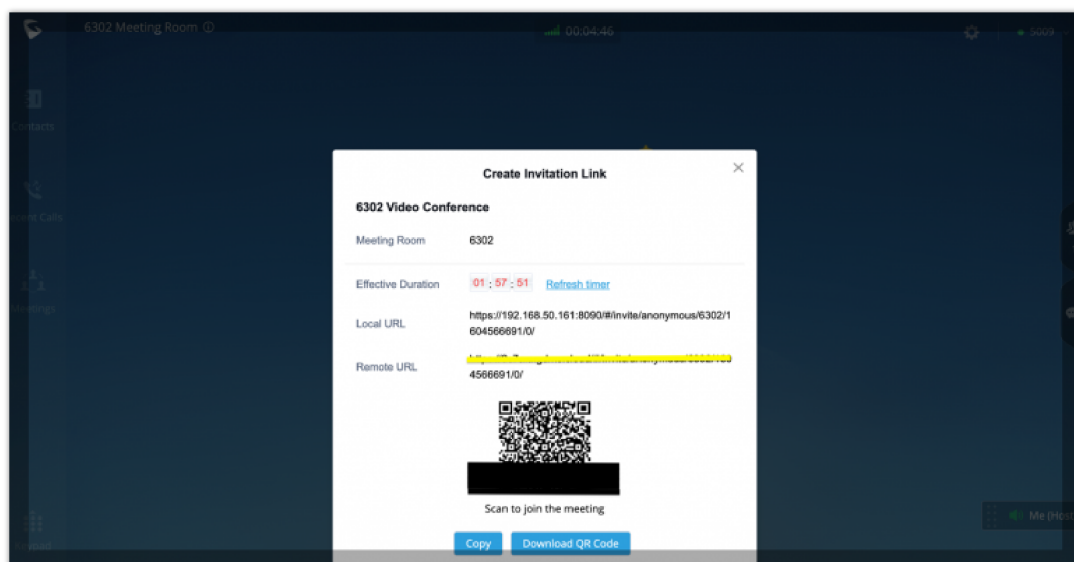 6302 Meeting Room
00:04:46
5009
Contacts
Calls
Meetings
Create Invitation Link
6302 Video Conference
Meeting Room 6302
Effective Duration 01 : 57 : 51 Refresh timer
Local URL https://192.168.50.161:8090/#/invite/anonymous/6302/1
604566691/0/
Remote URL
4566691/0/
Scan to join the meeting
Me (Host
Copy Download QR Code